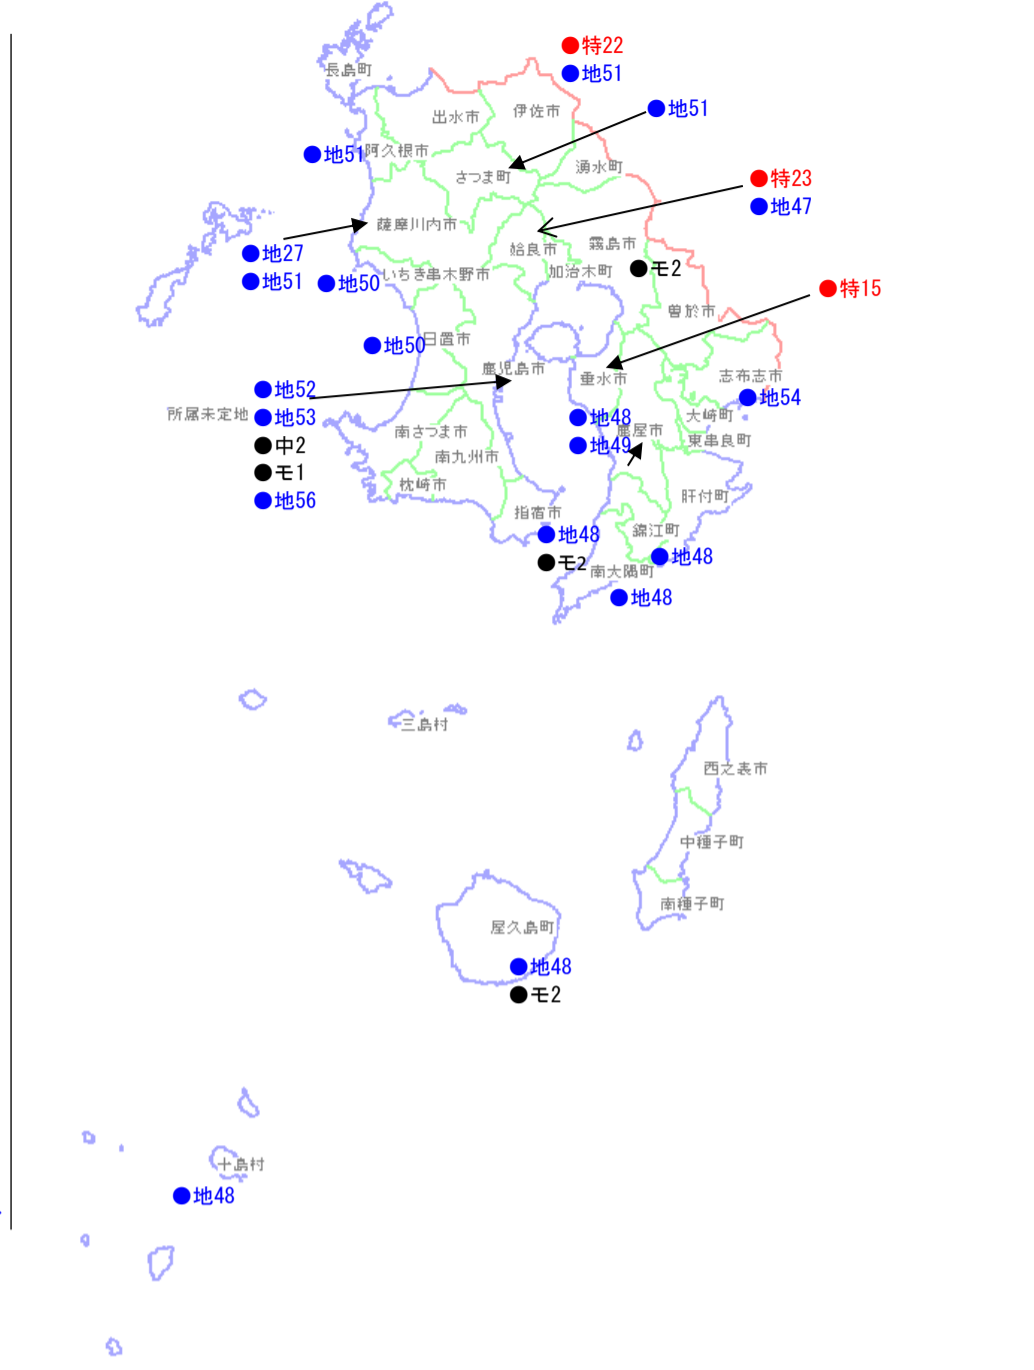 特22
長島町
地51
地51
伊佐市
出水市
地51
阿久根市
湧水町
さつま町
特23
地47
薩摩川内市
霧島市
姶良市
地27
モ2
加治木町
いちき串木野市
地51
地50
特15
曽於市
日置市
地50
鹿児島市
志布志市
垂水市
地52
地54
所属未定地
地53
地48
大崎町
南さつま市
鹿屋市
東串良町
中2
地49
南九州市
モ1
枕崎市
肝付町
地56
指宿市
錦江町
地48
地48
モ2
南大隅町
地48
三島村
西之表市
中種子町
南種子町
屋久島町
地48
モ2
十島村
地48